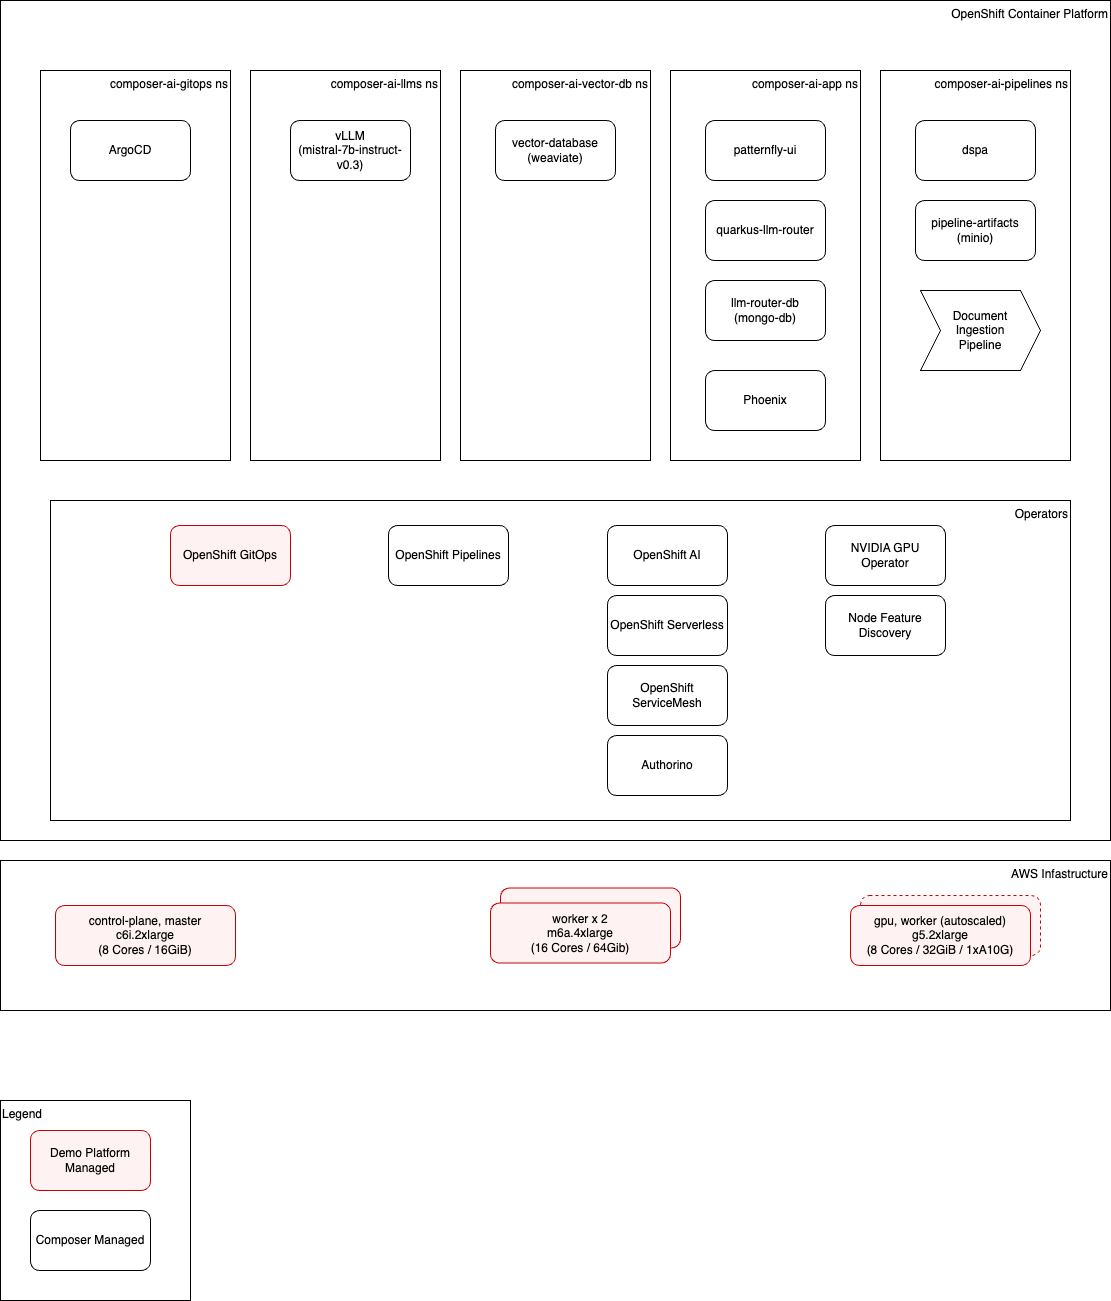 OpenShift Container Platform
composer-ai-gitops ns
ArgoCD
composer-ai-llms ns
vLLM
(mistral-7b-instruct-
v0.3)
composer-ai-vector-db ns
vector-database
(weaviate)
composer-ai-app ns
patternfly-ui
quarkus-llm-router
llm-router-db
(mongo-db)
Phoenix
composer-ai-pipelines ns
dspa
pipeline-artifacts
(minio)
Document
Ingestion
Pipeline
Operators
OpenShift GitOps
OpenShift Pipelines
OpenShift AI
OpenShift Serverless
OpenShift
ServiceMesh
Authorino
NVIDIA GPU
Operator
Node Feature
Discovery
AWS Infastructure
control-plane, master
c6i.2xlarge
(8 Cores / 16GiB)
worker x 2
m6a.4xlarge
(16 Cores / 64Gib)
gpu, worker (autoscaled)
g5.2xlarge
(8 Cores / 32GiB / 1xA10G)
Legend
Demo Platform
Managed
Composer Managed